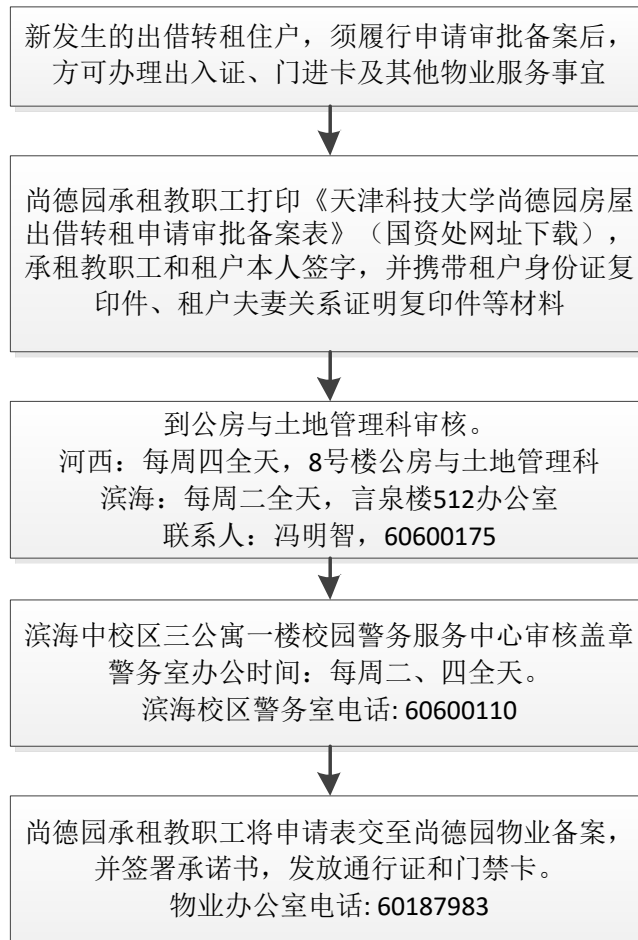 新发生的出借转租住户，须履行申请审批备案后，
方可办理出入证、门进卡及其他物业服务事宜
尚德园承租教职工打印《天津科技大学尚德园房屋
出借转租申请审批备案表》（国资处网址下载），
承租教职工和租户本人签字，并携带租户身份证复
印件、租户夫妻关系证明复印件等材料
到公房与土地管理科审核。
河西：每周四全天，8号楼公房与土地管理科
滨海：每周二全天，言泉楼512办公室
联系人：冯明智，60600175
滨海中校区三公寓一楼校园警务服务中心审核盖章
警务室办公时间：每周二、四全天。
滨海校区警务室电话: 60600110
尚德园承租教职工将申请表交至尚德园物业备案，
并签署承诺书，发放通行证和门禁卡。
物业办公室电话: 60187983